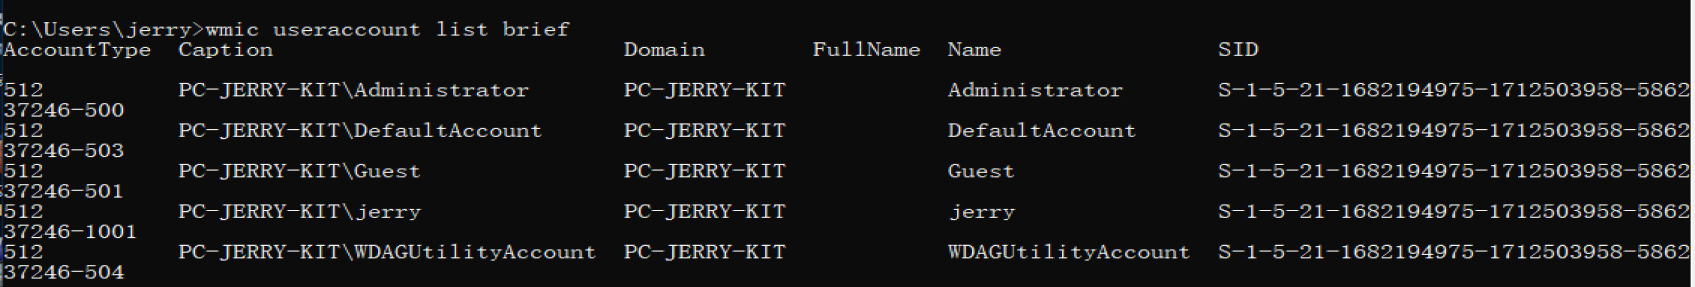 C:\Users\jerry>wmic useraccount list brief
AccountType  Caption                          Domain        FullName  Name                SID
512          PC-JERRY-KIT\Administrator       PC-JERRY-KIT            Administrator       S-1-5-21-1682194975-1712503958-5862
37246-500
512          PC-JERRY-KIT\DefaultAccount      PC-JERRY-KIT            DefaultAccount      S-1-5-21-1682194975-1712503958-5862
37246-503
512          PC-JERRY-KIT\Guest               PC-JERRY-KIT            Guest               S-1-5-21-1682194975-1712503958-5862
37246-501
512          PC-JERRY-KIT\jerry               PC-JERRY-KIT            jerry               S-1-5-21-1682194975-1712503958-5862
37246-1001
512          PC-JERRY-KIT\WDAGUtilityAccount  PC-JERRY-KIT            WDAGUtilityAccount  S-1-5-21-1682194975-1712503958-5862
37246-504